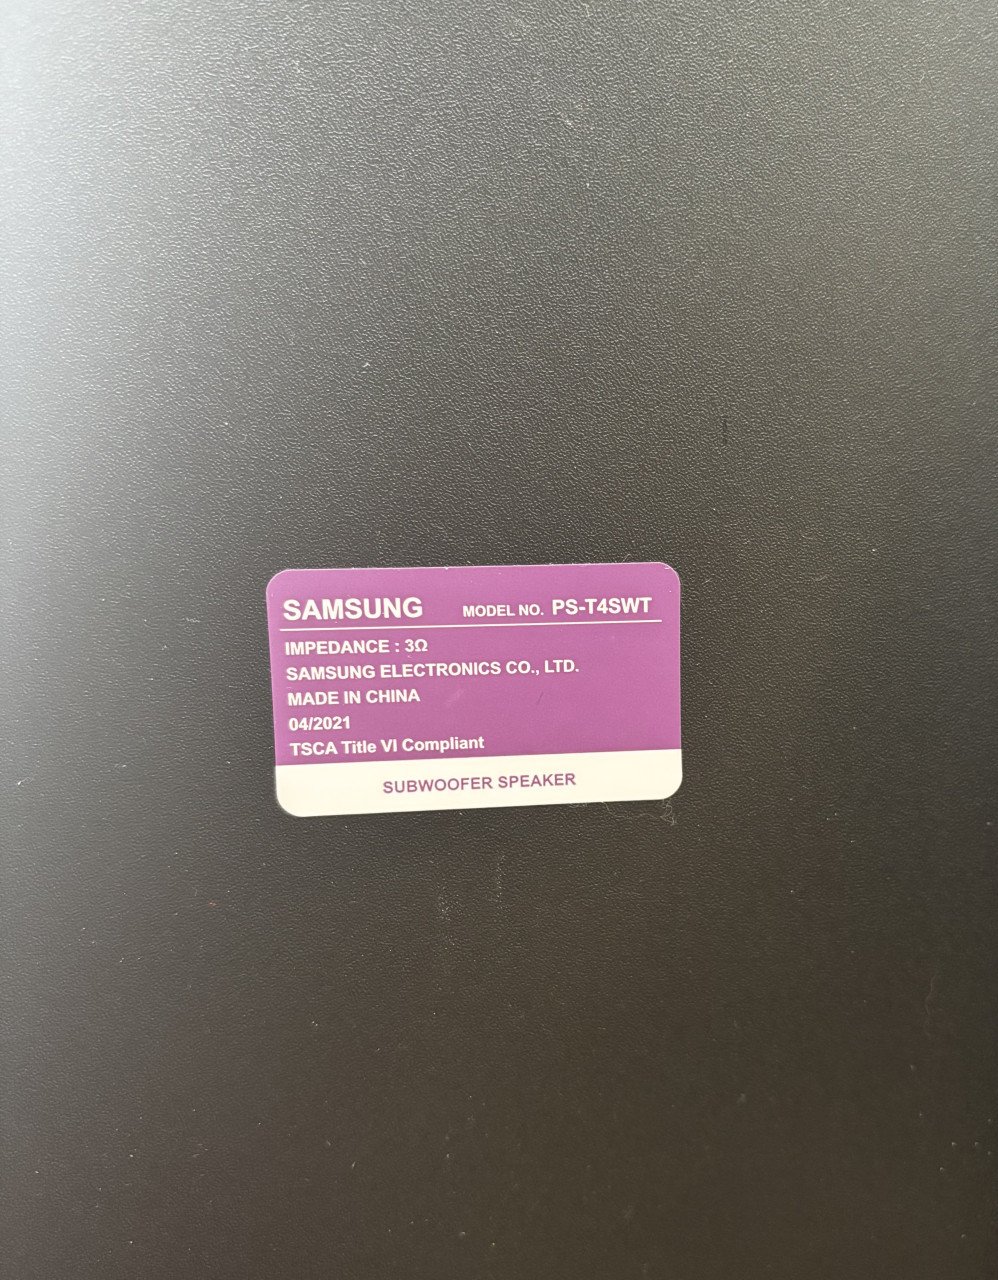 SAMSUNG MODEL NO. PS-T4SWT
IMPEDANCE : 3Ω
SAMSUNG ELECTRONICS CO., LTD.
MADE IN CHINA
04/2021
TSCA Title VI Compliant
SUBWOOFER SPEAKER